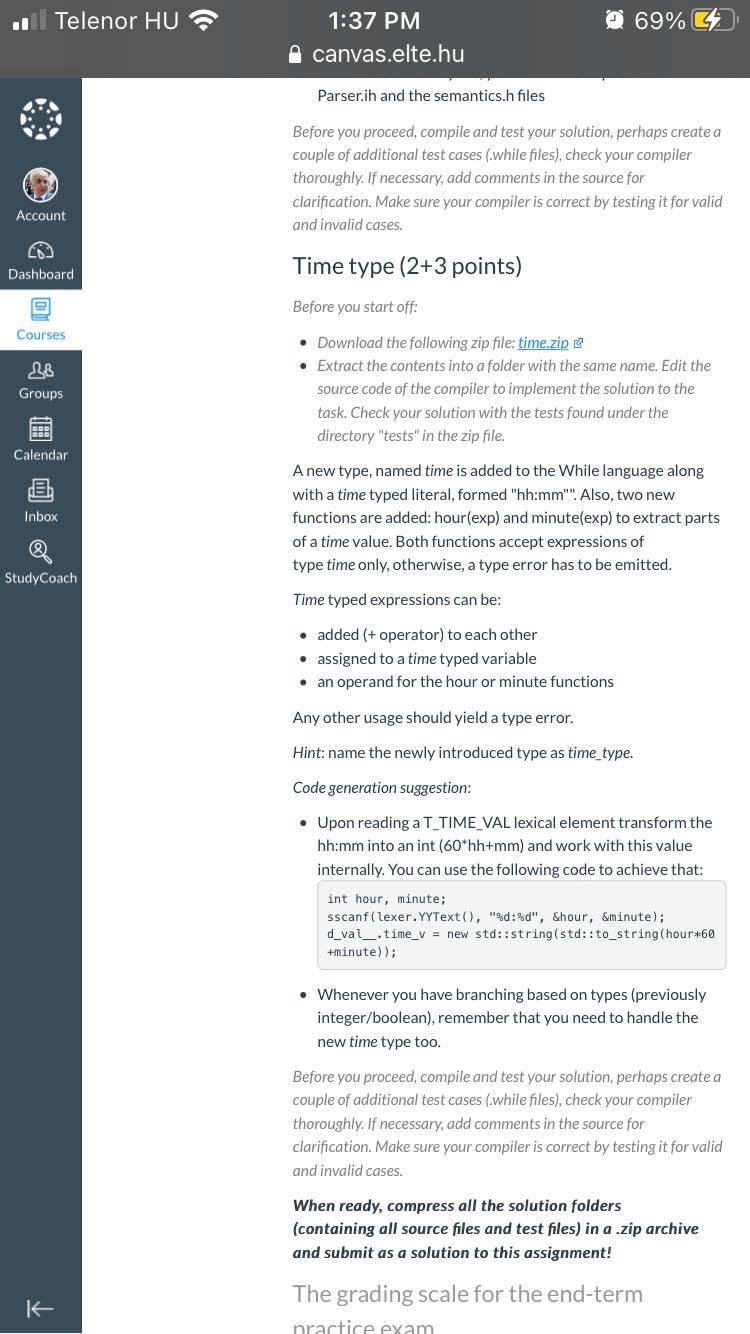 Telenor HU
1:37 PM
69%
canvas.elte.hu
Parser.ih and the semantics.h files
Before you proceed, compile and test your solution, perhaps create a
couple of additional test cases (.while files), check your compiler
thoroughly. If necessary, add comments in the source for
clarification. Make sure your compiler is correct by testing it for valid
and invalid cases.
Account
Dashboard
Courses
Groups
Calendar
Inbox
StudyCoach
Time type (2+3 points)
Before you start off:
• Download the following zip file: time.zip
• Extract the contents into a folder with the same name. Edit the
source code of the compiler to implement the solution to the
task. Check your solution with the tests found under the
directory "tests" in the zip file.
A new type, named time is added to the While language along
with a time typed literal, formed "hh:mm"". Also, two new
functions are added: hour(exp) and minute(exp) to extract parts
of a time value. Both functions accept expressions of
type time only, otherwise, a type error has to be emitted.
Time typed expressions can be:
• added (+ operator) to each other
• assigned to a time typed variable
• an operand for the hour or minute functions
Any other usage should yield a type error.
Hint: name the newly introduced type as time_type.
Code generation suggestion:
• Upon reading a T_TIME_VAL lexical element transform the
hh:mm into an int (60*hh+mm) and work with this value
internally. You can use the following code to achieve that:
int hour, minute;
sscanf(lexer.YYText(), "%d:%d", &hour, &minute);
d_val__.time_v = new std::string(std::to_string(hour*60
+minute));
• Whenever you have branching based on types (previously
integer/boolean), remember that you need to handle the
new time type too.
Before you proceed, compile and test your solution, perhaps create a
couple of additional test cases (.while files), check your compiler
thoroughly. If necessary, add comments in the source for
clarification. Make sure your compiler is correct by testing it for valid
and invalid cases.
When ready, compress all the solution folders
(containing all source files and test files) in a .zip archive
and submit as a solution to this assignment!
The grading scale for the end-term
practice exam